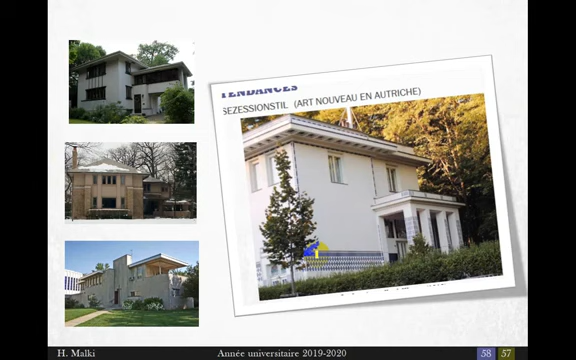 TENDANCES
SEZESSIONSTIL (ART NOUVEAU EN AUTRICHE)
H. Malki
Année universitaire 2019-2020
58
57